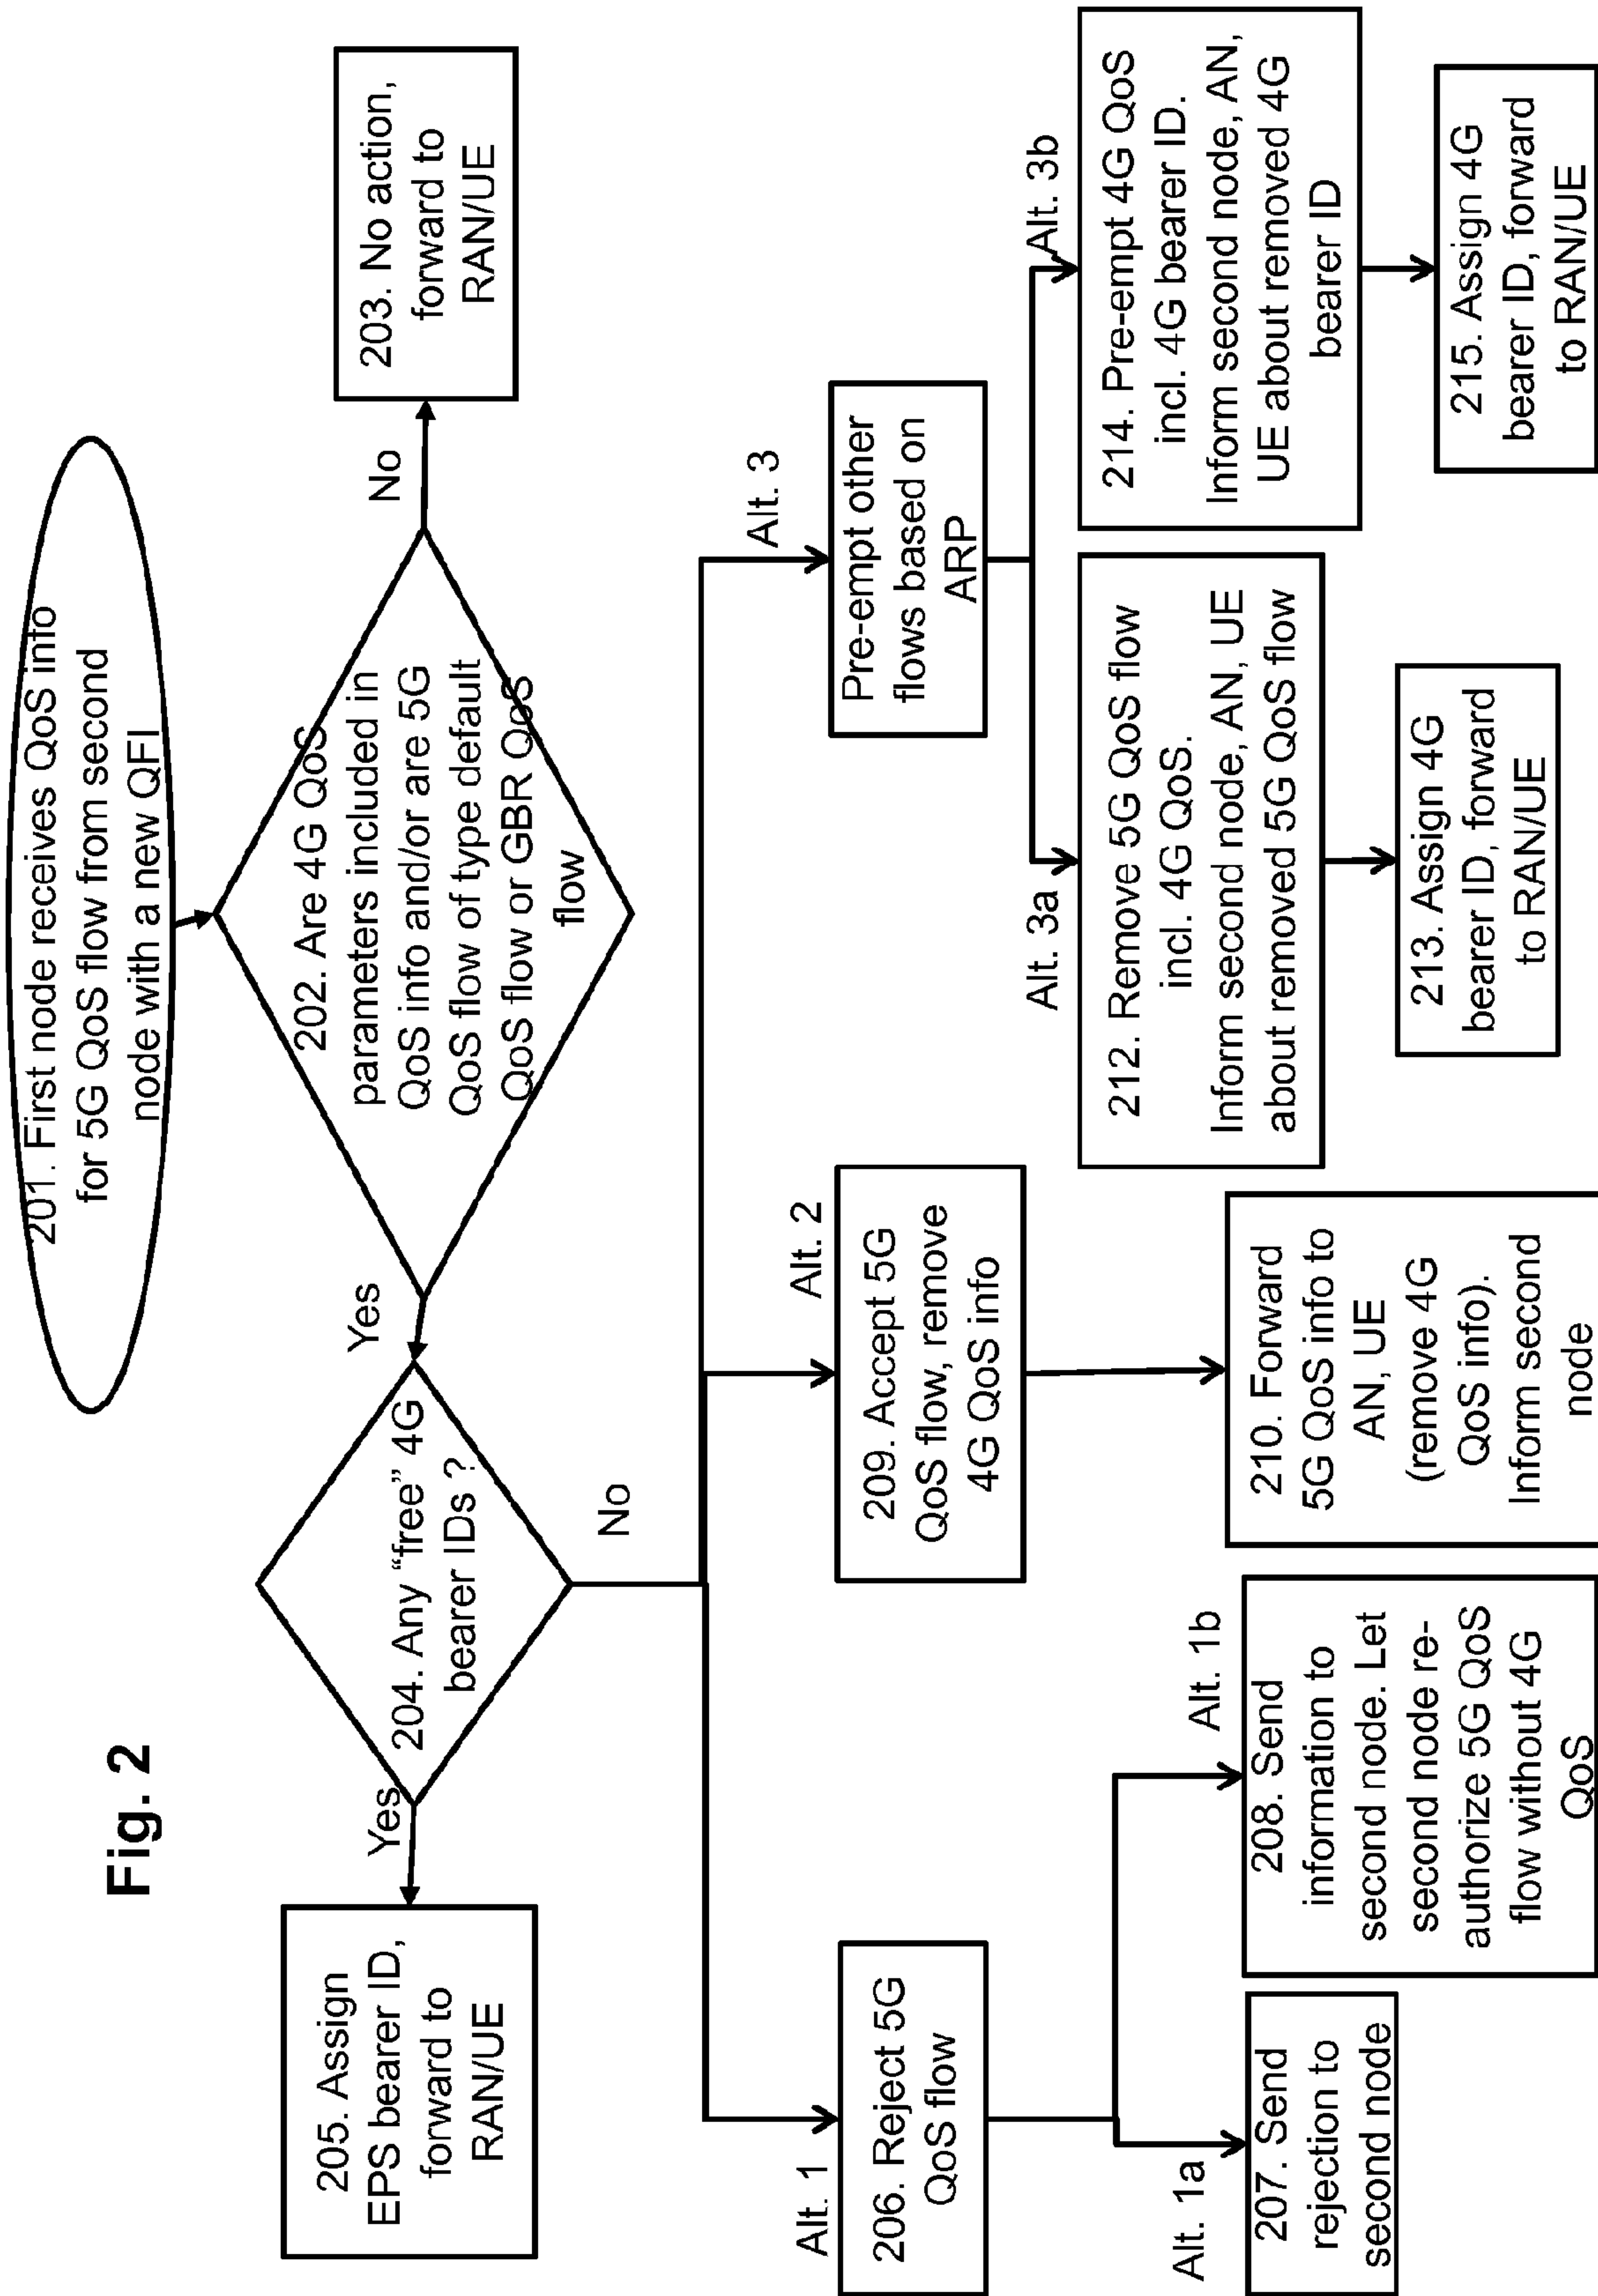 Fig. 2
201. First node receives QoS info
for 5G QoS flow from second
node with a new QFI
202. Are 4G QoS
parameters included in
QoS info and/or are 5G
QoS flow of type default
QoS flow or GBR QoS
flow
No
203. No action,
forward to
RAN/UE
Yes
204. Any “free” 4G
bearer IDs ?
Yes
205. Assign
EPS bearer ID,
forward to
RAN/UE
No
Alt. 1
206. Reject 5G
QoS flow
Alt. 1a
207. Send
rejection to
second node
Alt. 1b
208. Send
information to
second node. Let
second node re-
authorize 5G QoS
flow without 4G
QoS
Alt. 2
209. Accept 5G
QoS flow, remove
4G QoS info
210. Forward
5G QoS info to
AN, UE
(remove 4G
QoS info).
Inform second
node
Alt. 3
Pre-empt other
flows based on
ARP
Alt. 3a
212. Remove 5G QoS flow
incl. 4G QoS.
Inform second node, AN, UE
about removed 5G QoS flow
213. Assign 4G
bearer ID, forward
to RAN/UE
Alt. 3b
214. Pre-empt 4G QoS
incl. 4G bearer ID.
Inform second node, AN,
UE about removed 4G
bearer ID
215. Assign 4G
bearer ID, forward
to RAN/UE